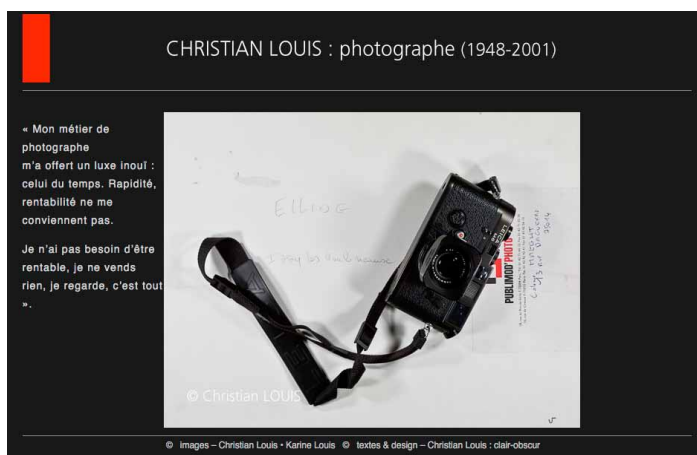 CHRISTIAN LOUIS : photographe (1948-2001)
« Mon métier de
photographe
m'a offert un luxe inouï :
celui du temps. Rapidité,
rentabilité ne me
conviennent pas.
Je n'ai pas besoin d'être
rentable, je ne vends
rien, je regarde, c'est tout
».
PUBLIMOD'PHOTO
© Christian LOUIS
© images – Christian Louis • Karine Louis © textes & design – Christian Louis : clair-obscur